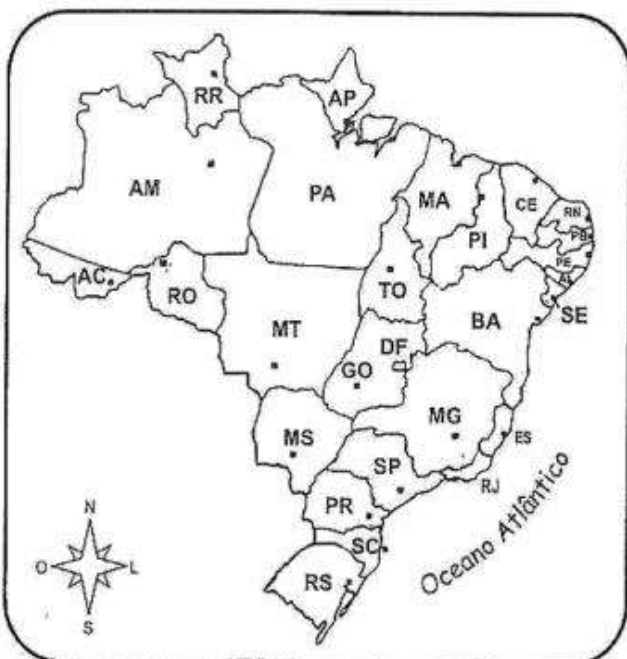 RR
AP
AM
PA
MA
CE
RN
PB
PI
PE
AL
AC
RO
TO
SE
BA
MT
DF
GO
MG
ES
MS
SP
RJ
PR
SC
RS
Oceano Atlântico
N
O
L
S